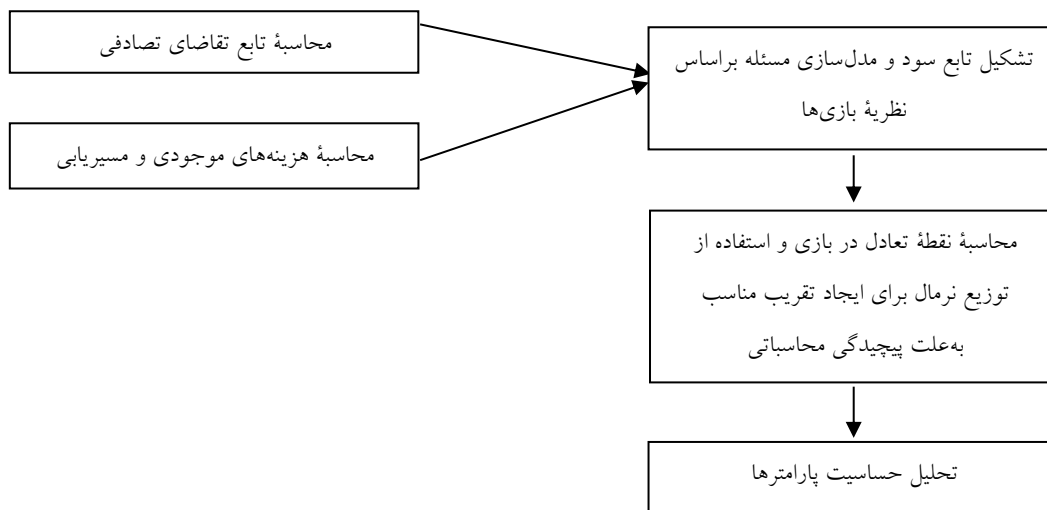 محاسبهٔ تابع تقاضای تصادفی
محاسبهٔ هزینه‌های موجودی و مسیریابی
تشکیل تابع سود و مدل‌سازی مسئله براساس
نظریهٔ بازی‌ها
محاسبهٔ نقطهٔ تعادل در بازی و استفاده از
توزیع نرمال برای ایجاد تقریب مناسب
به‌علت پیچیدگی محاسباتی
تحلیل حساسیت پارامترها